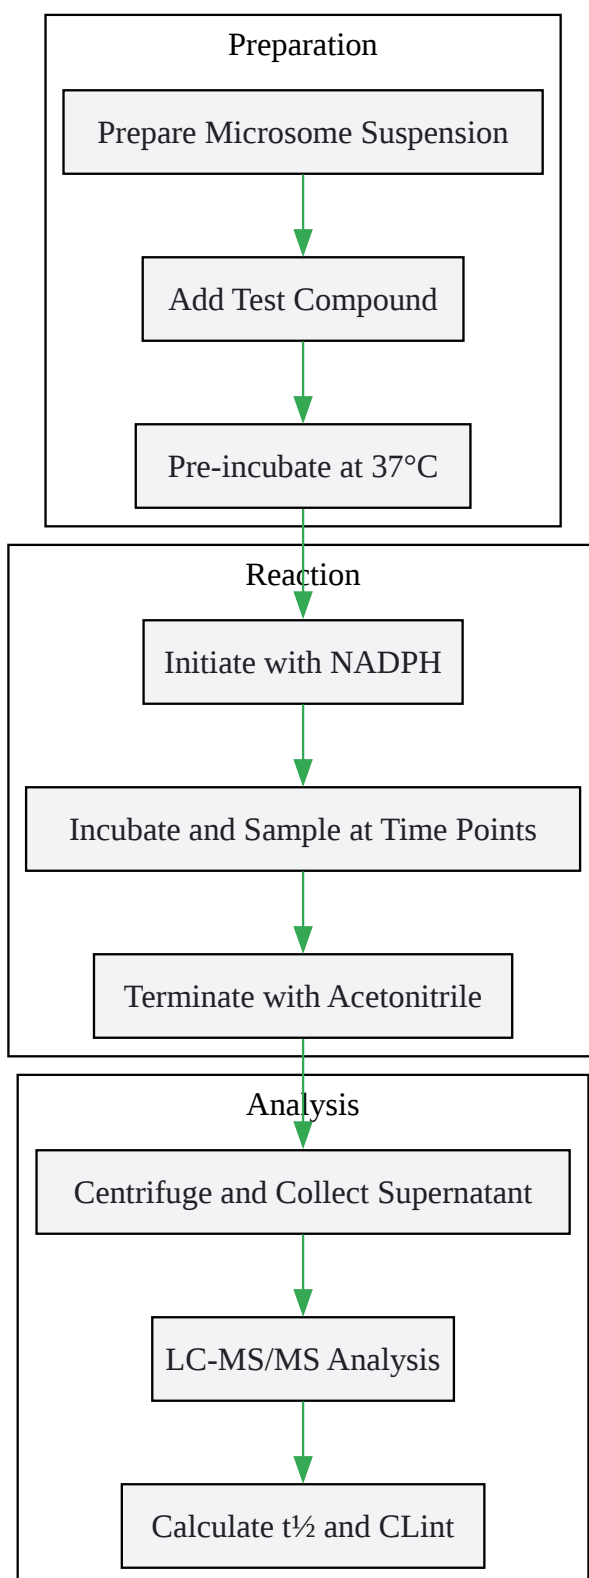 Preparation
Prepare Microsome Suspension
Add Test Compound
Pre-incubate at 37°C
Reaction
Initiate with NADPH
Incubate and Sample at Time Points
Terminate with Acetonitrile
Analysis
Centrifuge and Collect Supernatant
LC-MS/MS Analysis
Calculate t½ and CLint